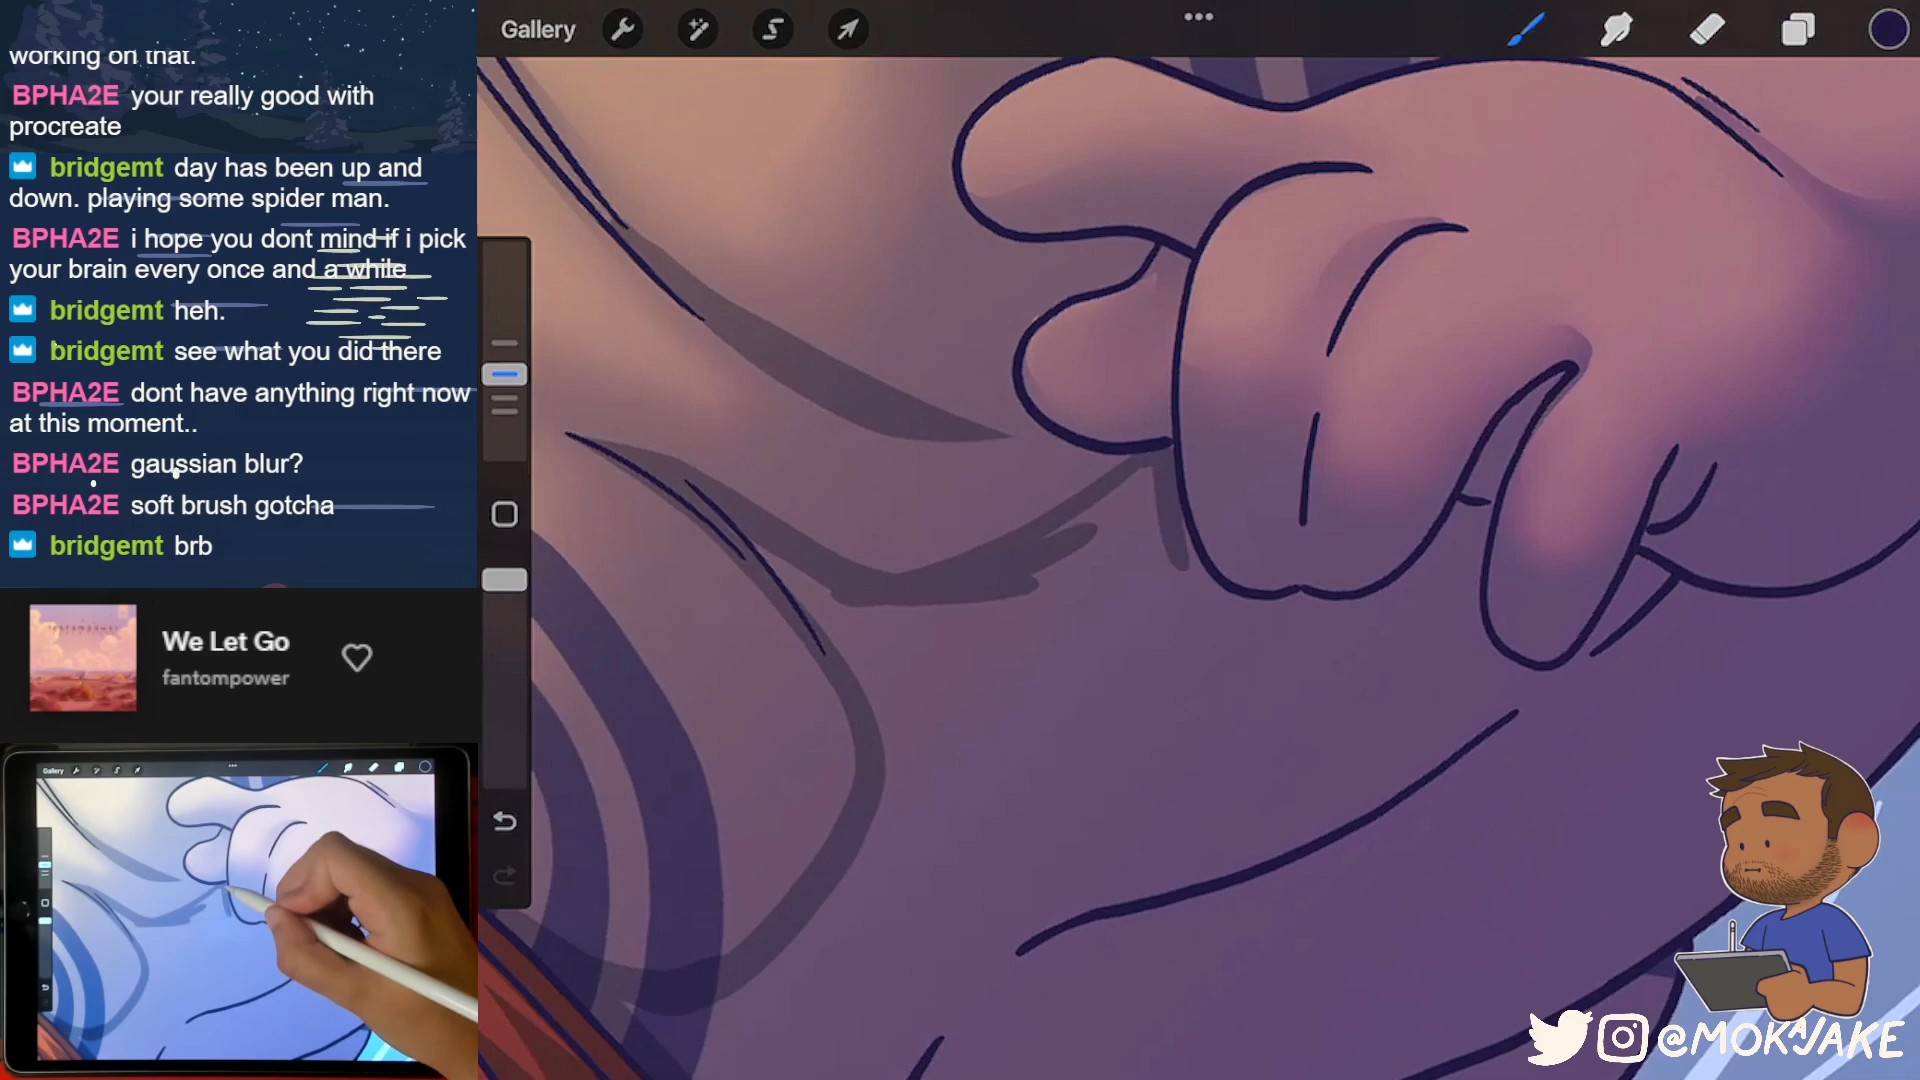 working on that.
BPHA2E your really good with
procreate
bridgemt day has been up and
down. playing some spider man.
BPHA2E i hope you dont mind if i pick
your brain every once and a while
bridgemt heh.
bridgemt see what you did there
BPHA2E dont have anything right now
at this moment..
BPHA2E gaussian blur?
BPHA2E soft brush gotcha
bridgemt brb
We Let Go
fantompower
Gallery
Gallery
@MOKAJAKE